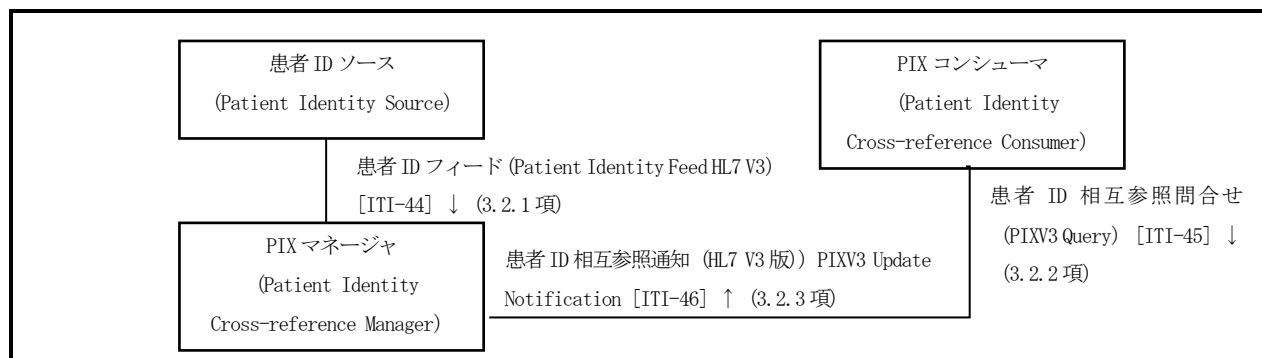 患者 ID ソース
(Patient Identity Source)
PIX コンシューマ
(Patient Identity
Cross-reference Consumer)
患者 ID フィード(Patient Identity Feed HL7 V3)
[ITI-44] ↓ (3.2.1 項)
患者 ID 相互参照問合せ
(PIXV3 Query) [ITI-45] ↓
(3.2.2 項)
PIX マネージャ
(Patient Identity
Cross-reference Manager)
患者 ID 相互参照通知 (HL7 V3 版)) PIXV3 Update
Notification [ITI-46] ↑ (3.2.3 項)